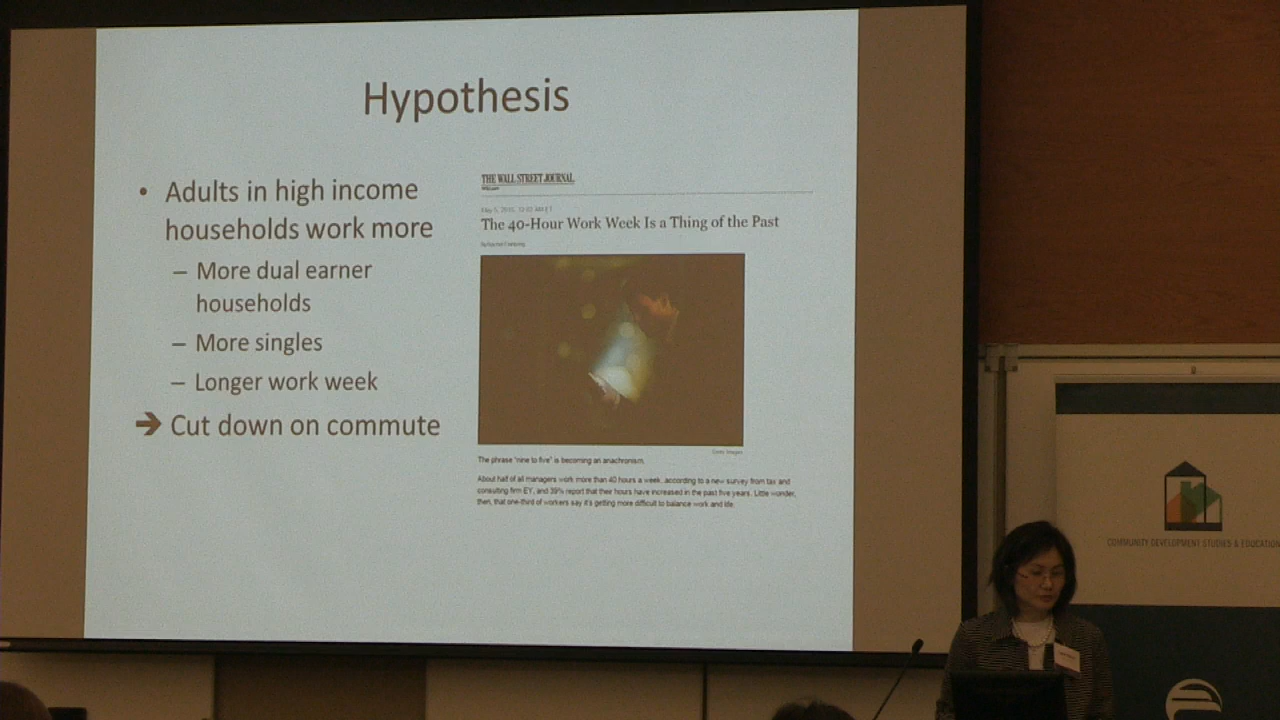 Hypothesis
• Adults in high income
households work more
– More dual earner
households
– More singles
– Longer work week
➔ Cut down on commute
THE WALL STREET JOURNAL
The 40-Hour Work Week Is a Thing of the Past
Getty Images
The phrase "nine to five" is becoming an anachronism.
About half of all managers work more than 40 hours a week, according to a new survey from tax and
consulting firm EY, and 39% report that their hours have increased in the past five years. Little wonder,
then, that one-third of workers say it's getting more difficult to balance work and life.
COMMUNITY DEVELOPMENT STUDIES & EDUCATION